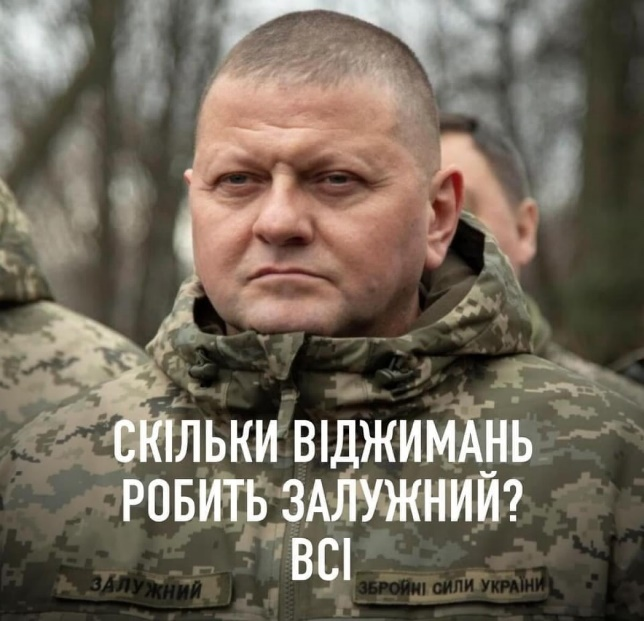 СКІЛЬКИ ВІДЖИМАНЬ
РОБИТЬ ЗАЛУЖНИЙ?
ВСІ
ЗАЛУЖНИЙ
ЗБРОЙНІ СИЛИ УКРАЇНИ